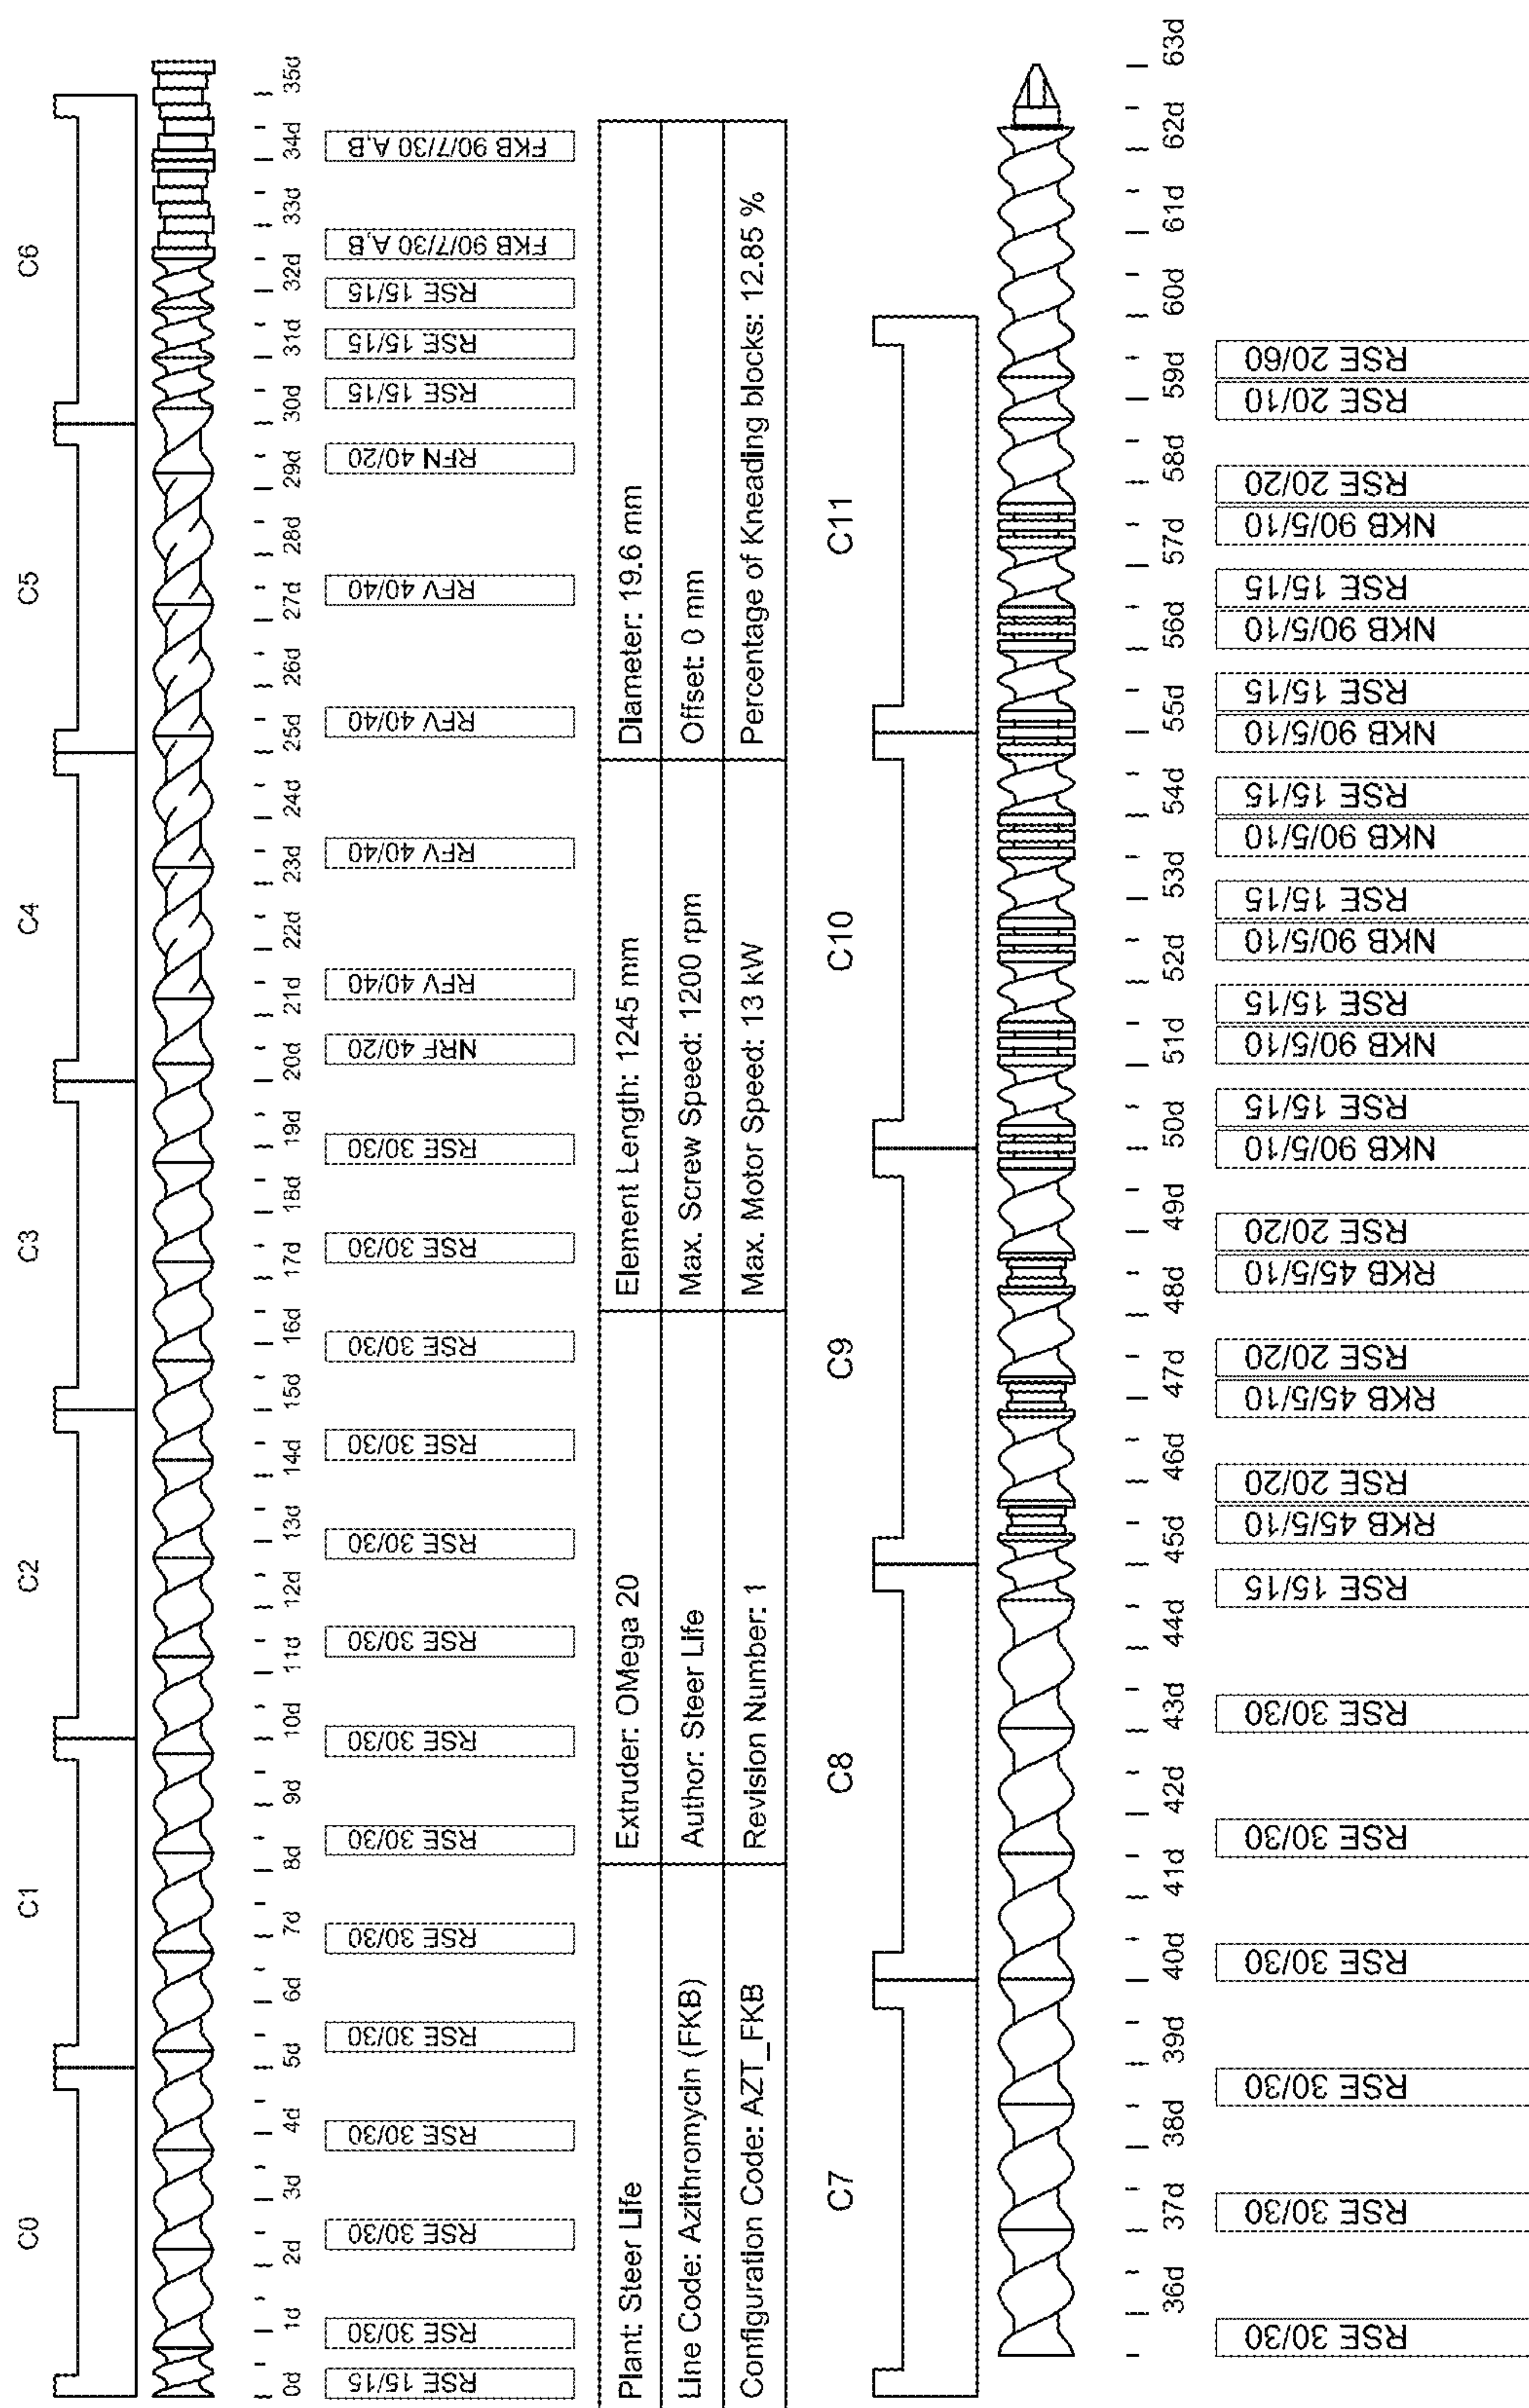 C0 C1 C2 C3 C4 C5 C6
0d 1d 2d 3d 4d 5d 6d 7d 8d 9d 10d 11d 12d 13d 14d 15d 16d 17d 18d 19d 20d 21d 22d 23d 24d 25d 26d 27d 28d 29d 30d 31d 32d 33d 34d 35d
RSE 15/15
RSE 30/30
RSE 30/30
RSE 30/30
RSE 30/30
RSE 30/30
RSE 30/30
RSE 30/30
RSE 30/30
RSE 30/30
RSE 30/30
RSE 30/30
RSE 30/30
RSE 30/30
NRF 40/20
RFV 40/40
RFV 40/40
RFV 40/40
RFV 40/40
RFN 40/20
RSE 15/15
RSE 15/15
RSE 15/15
FKB 90/7/30 A,B
FKB 90/7/30 A,B
Plant: Steer Life Extruder: OMega 20 Element Length: 1245 mm Diameter: 19.6 mm
Line Code: Azithromycin (FKB) Author: Steer Life Max. Screw Speed: 1200 rpm Offset: 0 mm
Configuration Code: AZT_FKB Revision Number: 1 Max. Motor Speed: 13 kW Percentage of Kneading blocks: 12.85 %
C7 C8 C9 C10 C11
36d 37d 38d 39d 40d 41d 42d 43d 44d 45d 46d 47d 48d 49d 50d 51d 52d 53d 54d 55d 56d 57d 58d 59d 60d 61d 62d 63d
RSE 30/30
RSE 30/30
RSE 30/30
RSE 30/30
RSE 30/30
RSE 30/30
RSE 15/15
RKB 45/5/10
RSE 20/20
RKB 45/5/10
RSE 20/20
RKB 45/5/10
RSE 20/20
NKB 90/5/10
RSE 15/15
NKB 90/5/10
RSE 15/15
NKB 90/5/10
RSE 15/15
NKB 90/5/10
RSE 15/15
NKB 90/5/10
RSE 15/15
NKB 90/5/10
RSE 15/15
NKB 90/5/10
RSE 20/20
RSE 20/10
RSE 20/60